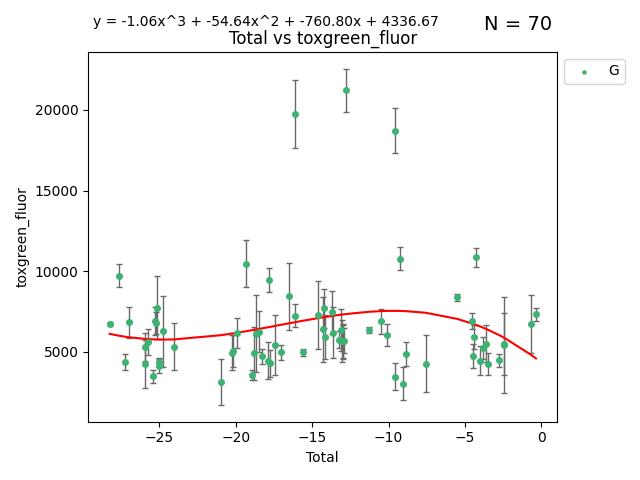 y = -1.06x^3 + -54.64x^2 + -760.80x + 4336.67
N = 70
Total vs toxgreen_fluor
G
20000
15000
10000
5000
toxgreen_fluor
−25
−20
−15
−10
−5
0
Total